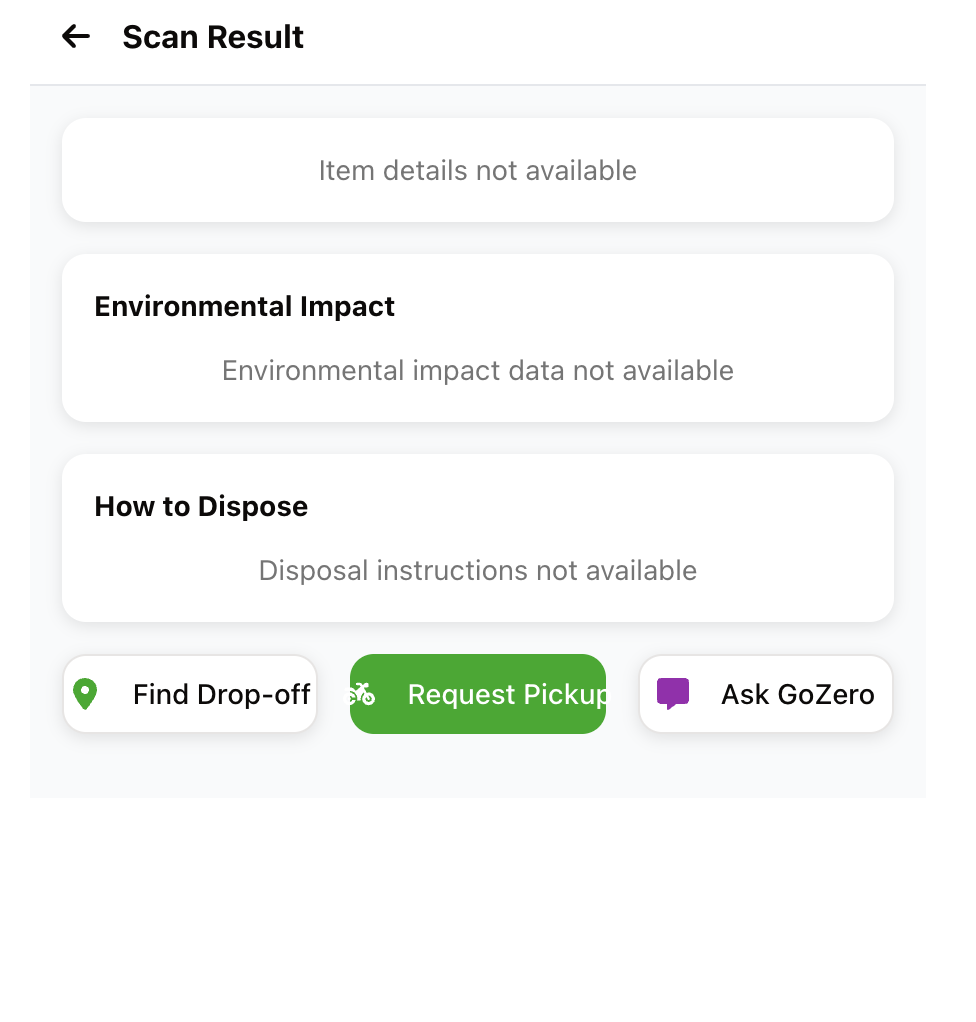 Scan Result
Item details not available
Environmental Impact
Environmental impact data not available
How to Dispose
Disposal instructions not available
Find Drop-off
Request Pickup
Ask GoZero